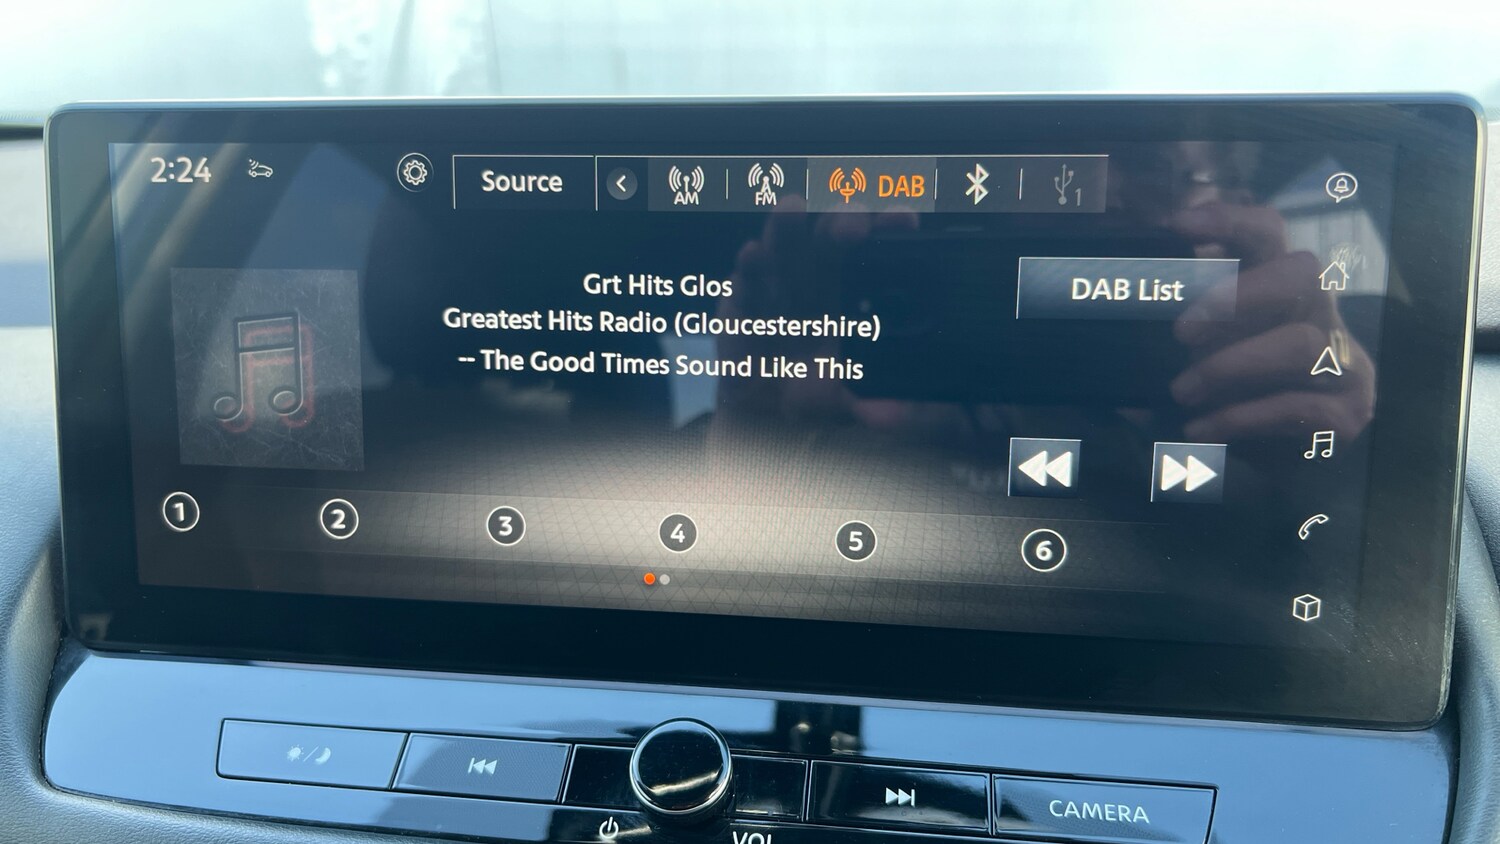 2:24
Source
AM
FM
DAB
1
Grt Hits Glos
DAB List
Greatest Hits Radio (Gloucestershire)
-- The Good Times Sound Like This
1 2 3 4 5 6
CAMERA
VOL